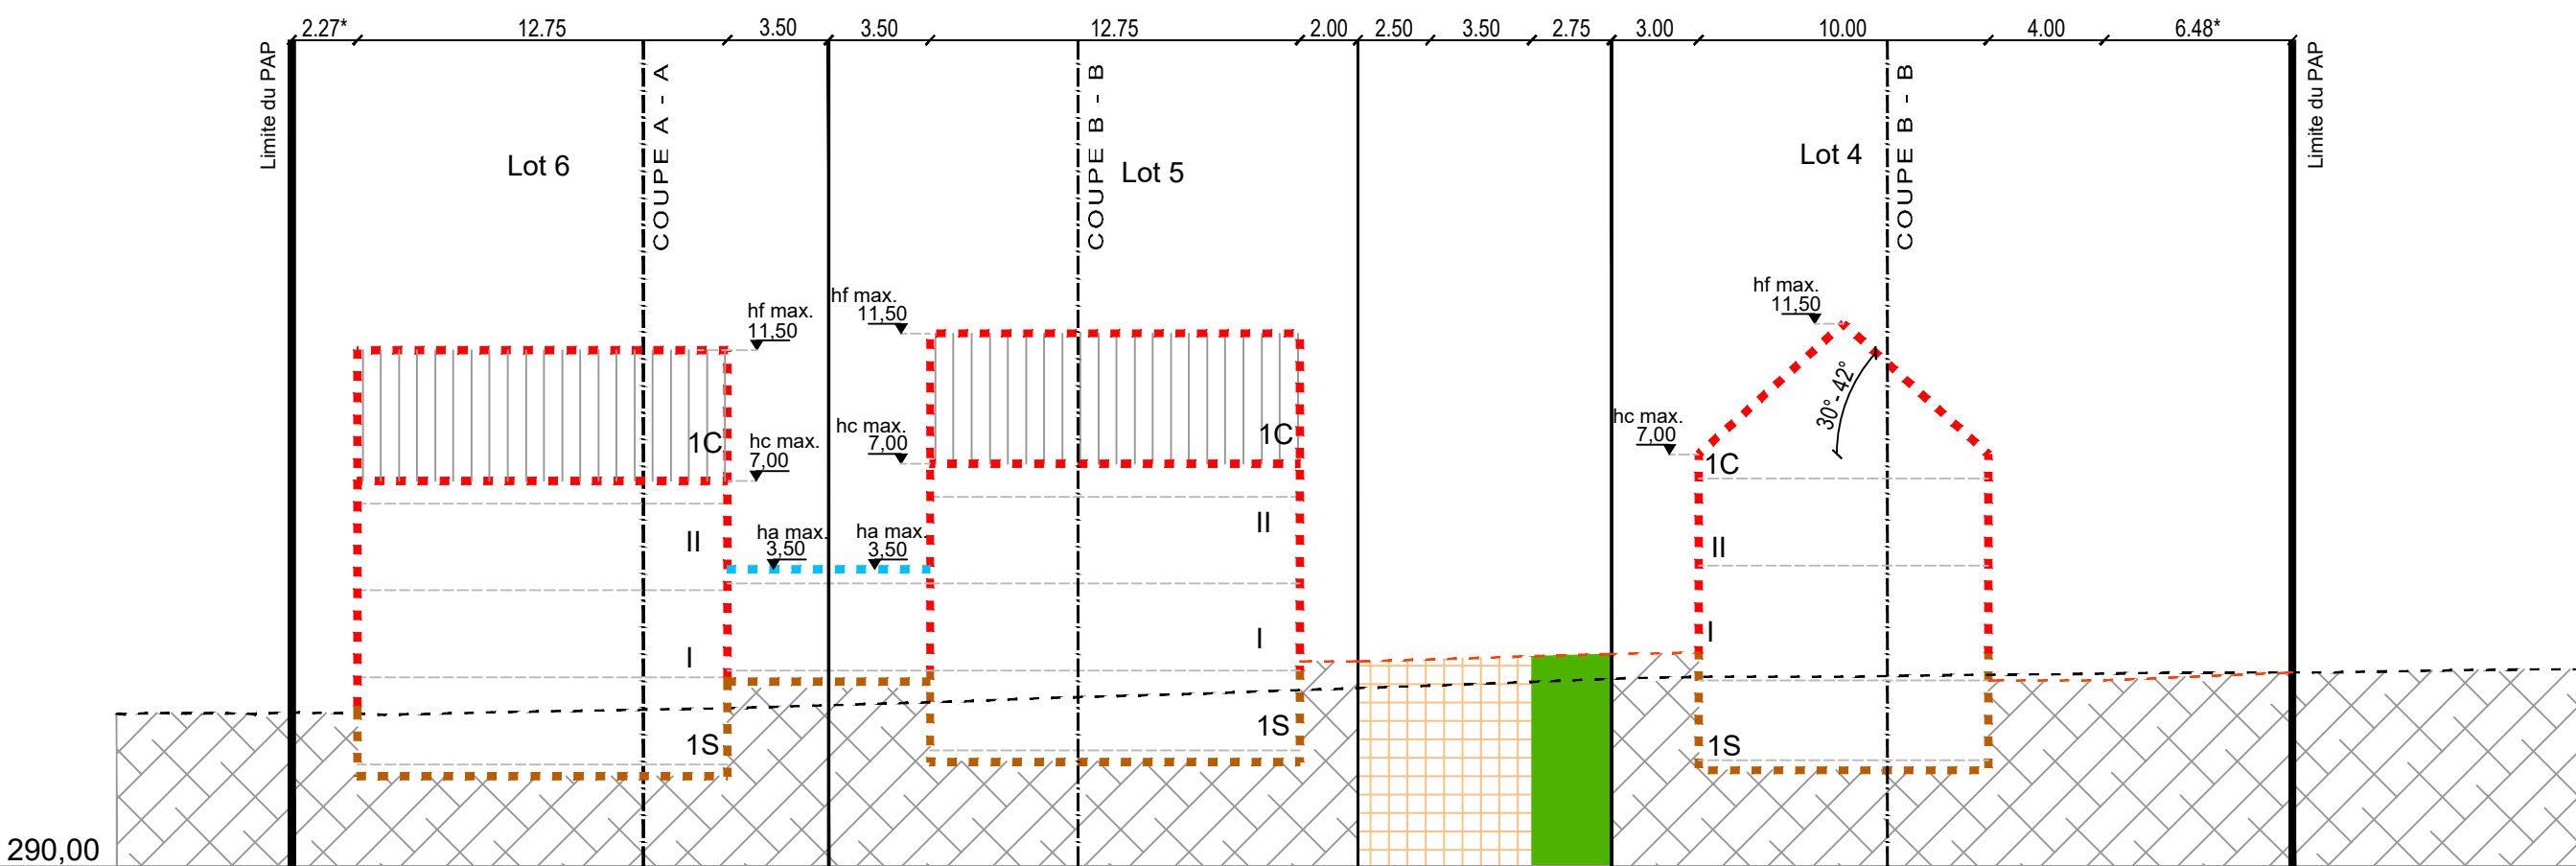 2.27* 12.75 3.50 3.50 12.75 2.00 2.50 3.50 2.75 3.00 10.00 4.00 6.48*
Limite du PAP
COUPE A - A
COUPE B - B
COUPE B - B
Limite du PAP
Lot 6
Lot 5
Lot 4
hf max.
11,50
hf max.
11,50
hf max.
11,50
30°- 42°
1C
hc max.
7,00
hc max.
7,00
1C
hc max.
7,00
1C
II
ha max.
3,50
ha max.
3,50
II
II
I
I
I
1S
1S
1S
290,00